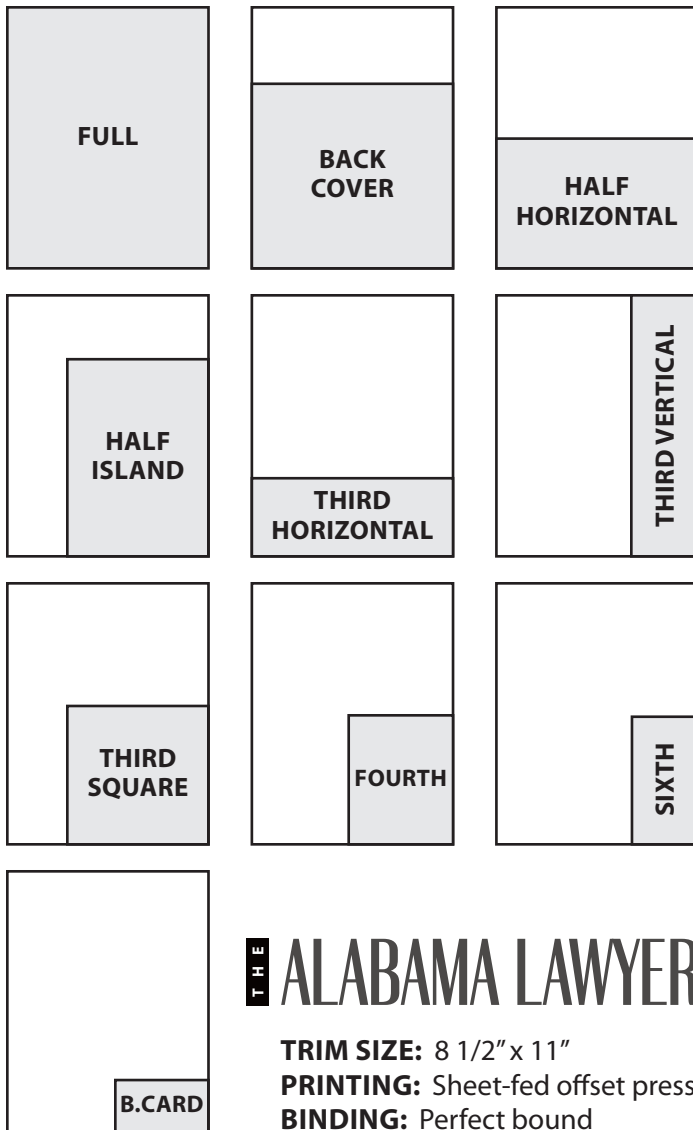 FULL
BACK
COVER
HALF
HORIZONTAL
HALF
ISLAND
THIRD
HORIZONTAL
THIRD VERTICAL
THIRD
SQUARE
FOURTH
SIXTH
B.CARD
THE ALABAMA LAWYER
TRIM SIZE: 8 1/2" x 11"
PRINTING: Sheet-fed offset press
BINDING: Perfect bound